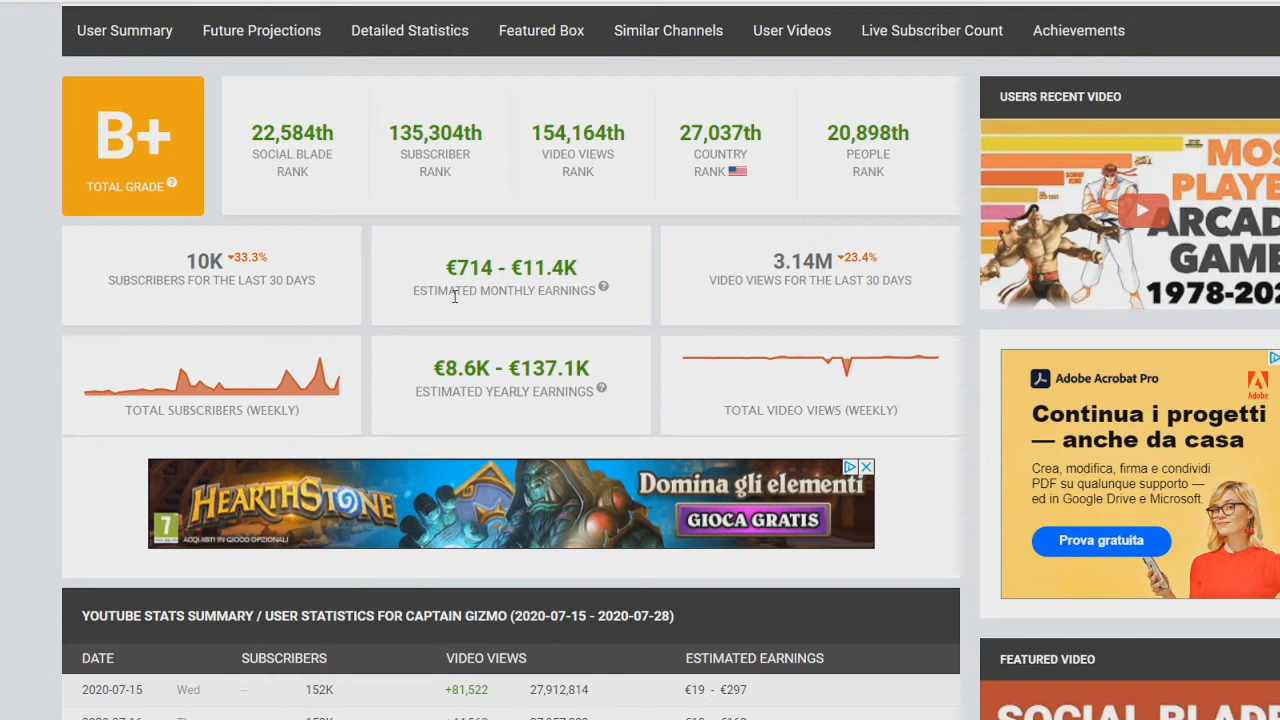 User Summary Future Projections Detailed Statistics Featured Box Similar Channels User Videos Live Subscriber Count Achievements
B+
TOTAL GRADE
22,584th
SOCIAL BLADE
RANK
135,304th
SUBSCRIBER
RANK
154,164th
VIDEO VIEWS
RANK
27,037th
COUNTRY
RANK
20,898th
PEOPLE
RANK
10K -33.3%
SUBSCRIBERS FOR THE LAST 30 DAYS
€714 - €11.4K
ESTIMATED MONTHLY EARNINGS
3.14M -23.4%
VIDEO VIEWS FOR THE LAST 30 DAYS
TOTAL SUBSCRIBERS (WEEKLY)
€8.6K - €137.1K
ESTIMATED YEARLY EARNINGS
TOTAL VIDEO VIEWS (WEEKLY)
HEARTHSTONE
7
ACQUISTI IN GIOCO OPZIONALI
Domina gli elementi
GIOCA GRATIS
YOUTUBE STATS SUMMARY / USER STATISTICS FOR CAPTAIN GIZMO (2020-07-15 - 2020-07-28)
DATE SUBSCRIBERS VIDEO VIEWS ESTIMATED EARNINGS
2020-07-15 Wed -- 152K +81,522 27,912,814 €19 - €297
USERS RECENT VIDEO
MOS
PLAYE
ARCAD
GAME
1978-202
Adobe Acrobat Pro
Adobe
Continua i progetti
— anche da casa
Crea, modifica, firma e condividi
PDF su qualunque supporto —
ed in Google Drive e Microsoft.
Prova gratuita
FEATURED VIDEO
SOCIAL BLADE